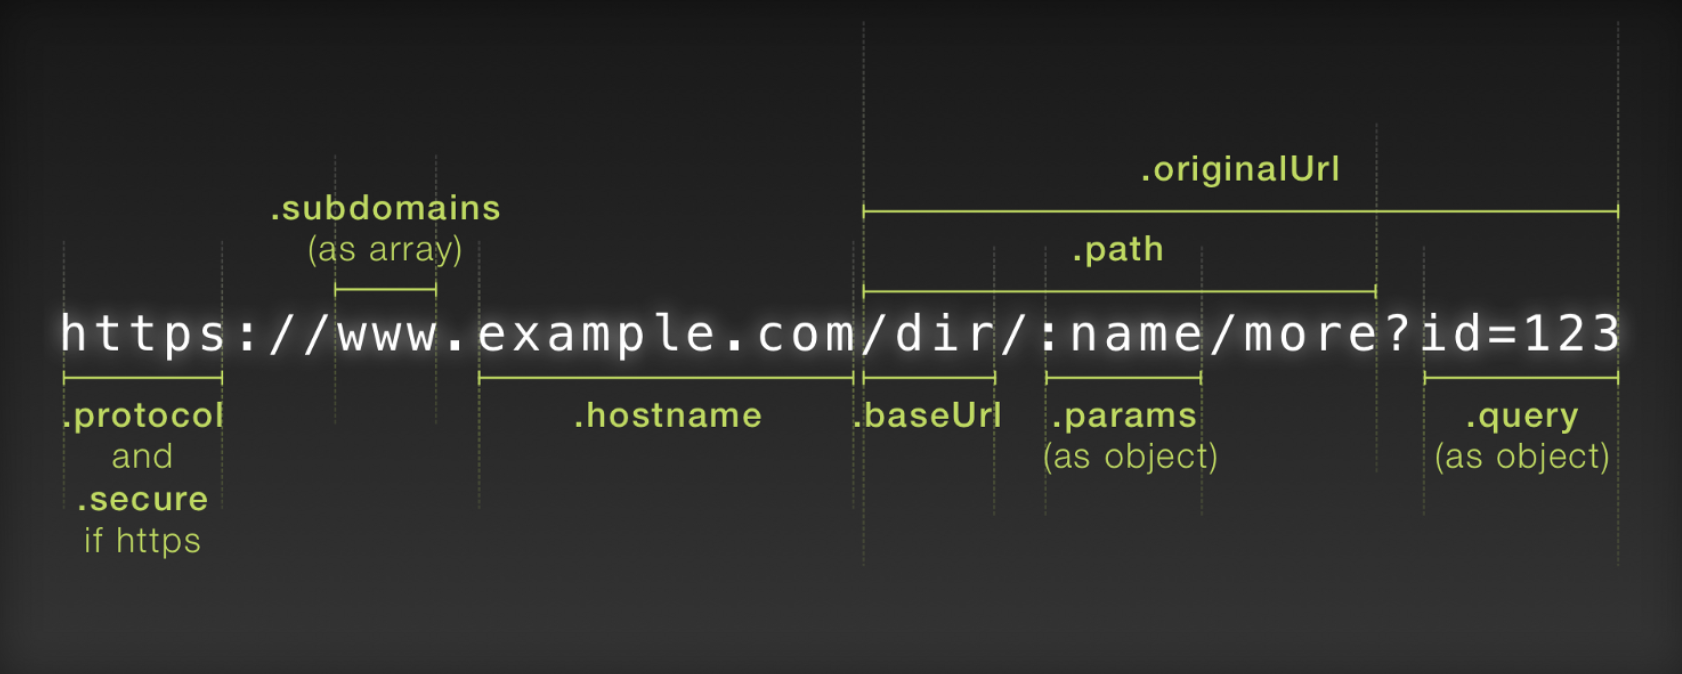 .originalUrl
.subdomains
(as array)
.path
https://www.example.com/dir/:name/more?id=123
.protocol
and
.secure
if https
.hostname
.baseUrl
.params
(as object)
.query
(as object)